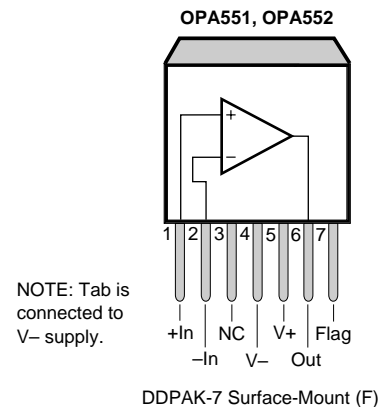 OPA551, OPA552
+
–
1 2 3 4 5 6 7
NOTE: Tab is
connected to
V– supply.
+In NC V+ Flag
–In V– Out
DDPAK-7 Surface-Mount (F)